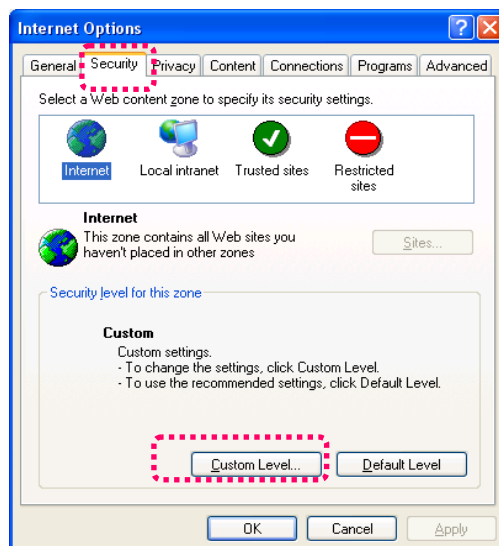 Internet Options
General Security Privacy Content Connections Programs Advanced
Select a Web content zone to specify its security settings.
Internet Local intranet Trusted sites Restricted
sites
Internet
This zone contains all Web sites you
haven't placed in other zones
Sites...
Security level for this zone
Custom
Custom settings.
- To change the settings, click Custom Level.
- To use the recommended settings, click Default Level.
Custom Level... Default Level
OK Cancel Apply